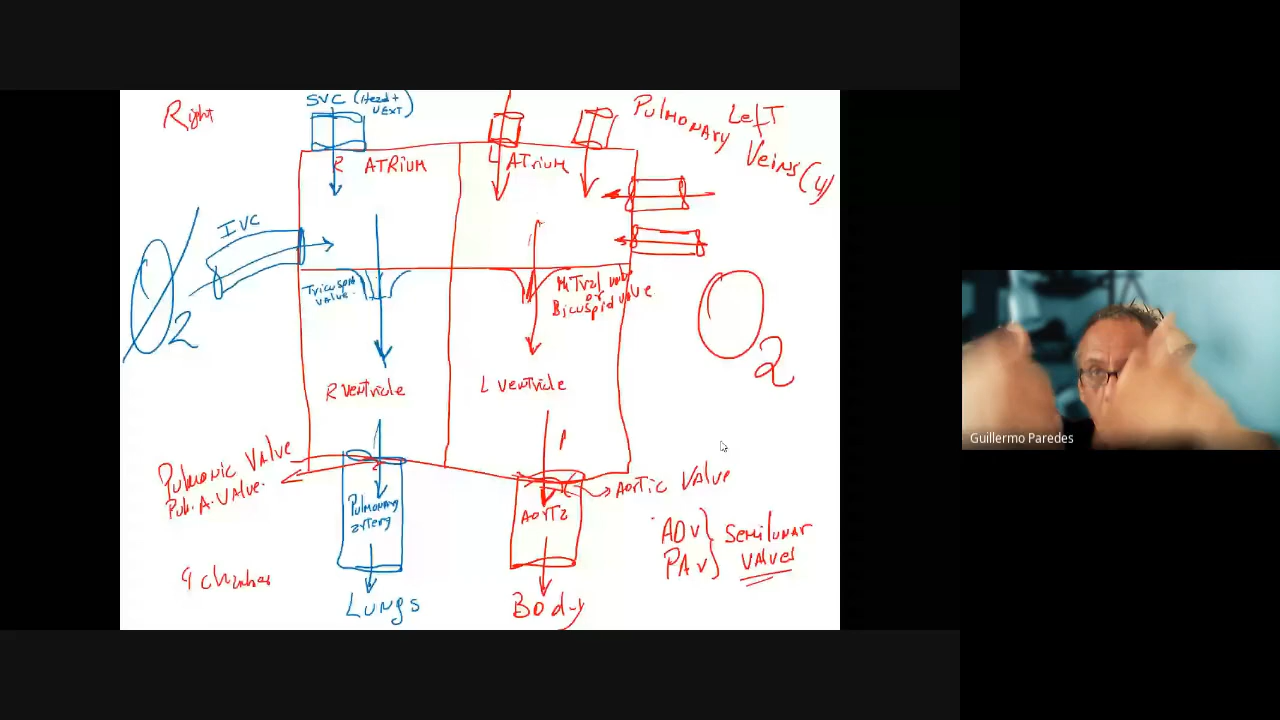 Right
SVC (Head +
U EXT)
Pulmonary
Veins (4)
Left
R ATRIUM
L ATRIUM
IVC
O2
Tricuspid
valve
Mitral valve
or
Bicuspid valve
O2
R ventricle
L ventricle
Pulmonic Valve
Pul. A. Valve.
Pulmonary
artery
Aorta
Aortic Valve
AOV
PAV
Semilunar
valves
4 chamber
Lungs
Body
Guillermo Paredes